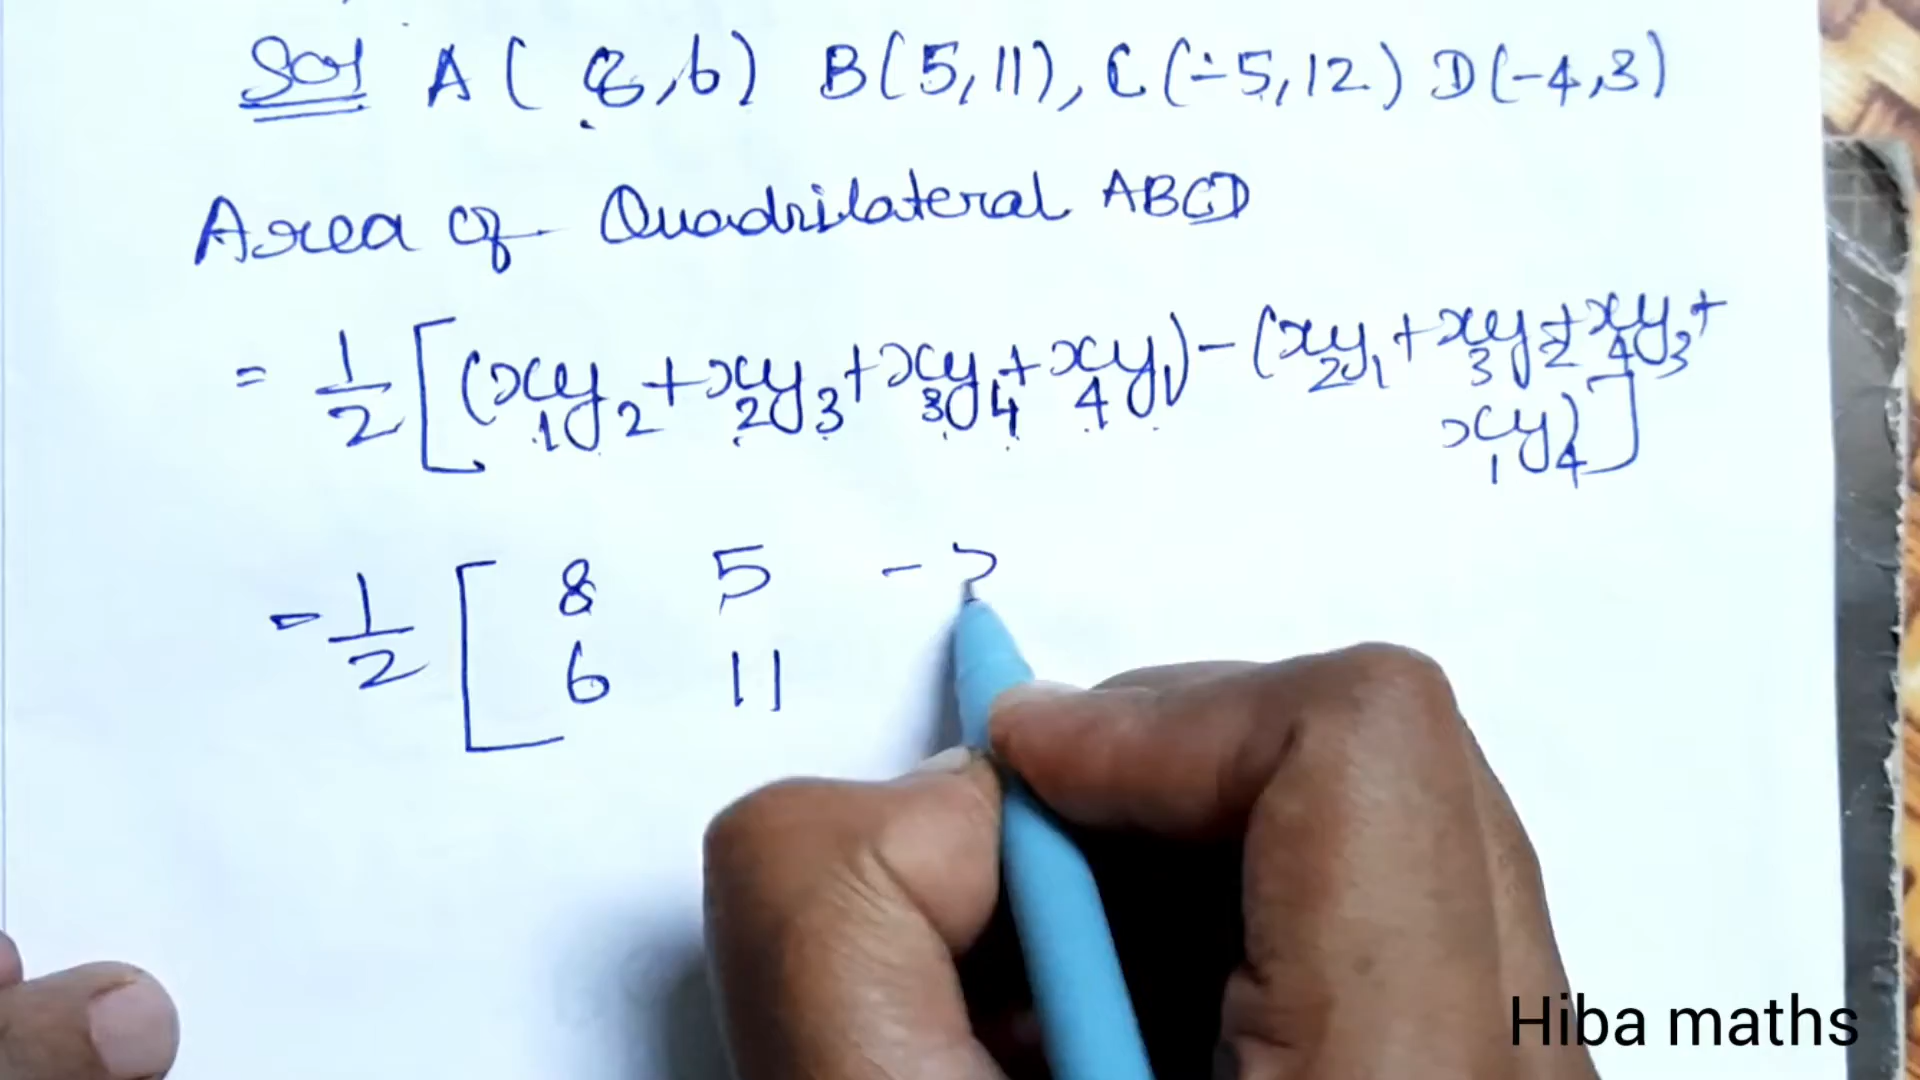 Sol A( 8,6) B(5,11), C(-5,12) D(-4,3)
Area of Quadrilateral ABCD
= 1/2 [(x₁y₂+x₂y₃+x₃y₄+x₄y₁)-(x₂y₁+x₃y₂+x₄y₃+
x₁y₄)]
= 1/2 [ 8 5 -
6 11
Hiba maths